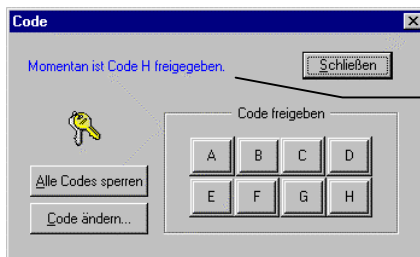 Code
Momentan ist Code H freigegeben.
Schließen
Code freigeben
A B C D
Alle Codes sperren
E F G H
Code ändern...